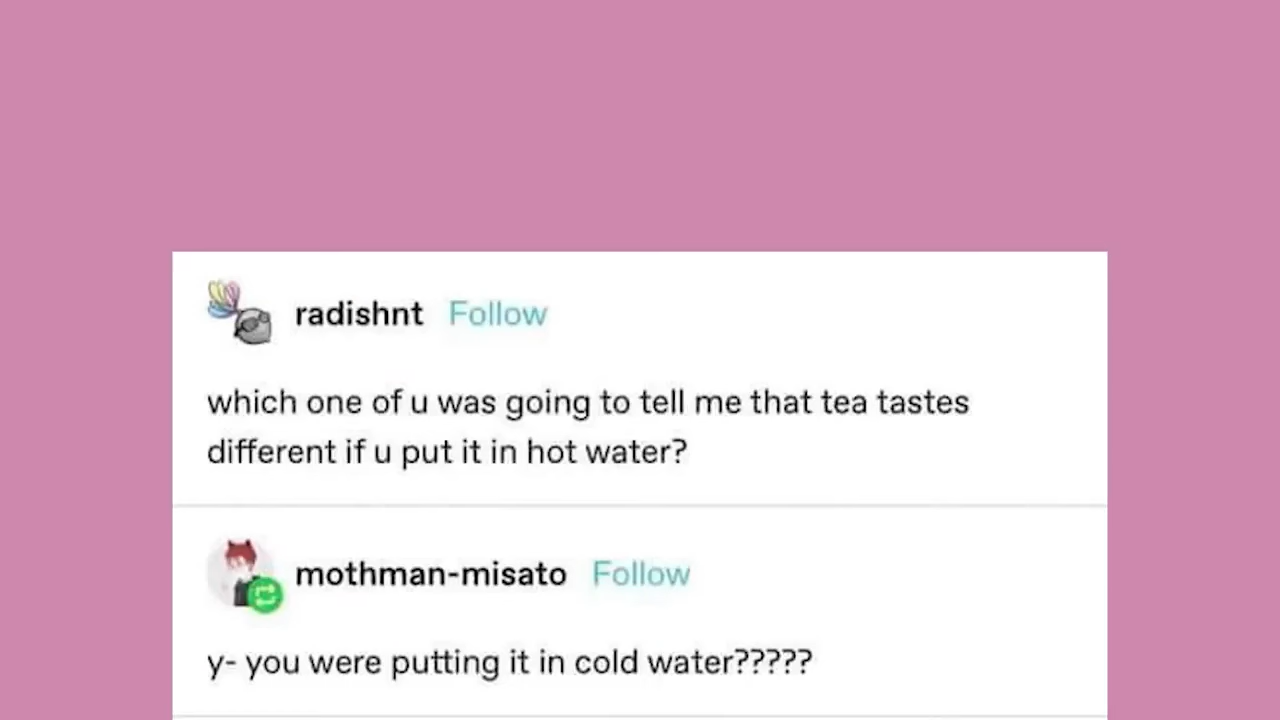 radishnt Follow
which one of u was going to tell me that tea tastes
different if u put it in hot water?
mothman-misato Follow
y- you were putting it in cold water?????